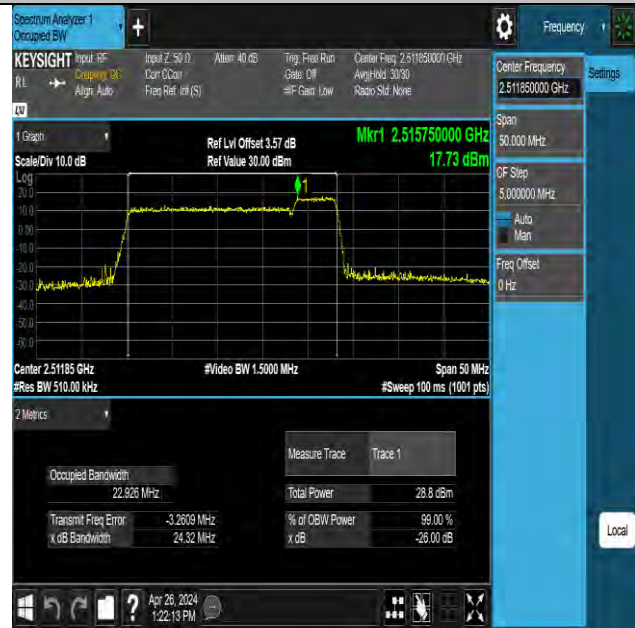 Spectrum Analyzer 1
Occupied BW
+
Frequency
KEYSIGHT
RL
Input: RF
Coupling: DC
Align: Auto
Input Z: 50 Ω
Corr CCorr
Freq Ref: Int (S)
Atten: 40 dB
Trig: Free Run
Gate: Off
#IF Gain: Low
Center Freq: 2.511850000 GHz
Avg|Hold: 30/30
Radio Std: None
LXI
1 Graph
Scale/Div 10.0 dB
Ref Lvl Offset 3.57 dB
Ref Value 30.00 dBm
Mkr1 2.515750000 GHz
17.73 dBm
Log
20.0
10.0
0.00
-10.0
-20.0
-30.0
-40.0
-50.0
-60.0
1
Center 2.51185 GHz
#Res BW 510.00 kHz
#Video BW 1.5000 MHz
Span 50 MHz
#Sweep 100 ms (1001 pts)
2 Metrics
Measure Trace Trace 1
Occupied Bandwidth
22.926 MHz
Total Power 28.8 dBm
Transmit Freq Error -3.2609 MHz
% of OBW Power 99.00 %
x dB Bandwidth 24.32 MHz
x dB -26.00 dB
Center Frequency
2.511850000 GHz
Settings
Span
50.000 MHz
CF Step
5.000000 MHz
Auto
Man
Freq Offset
0 Hz
Local
?
Apr 26, 2024
1:22:13 PM